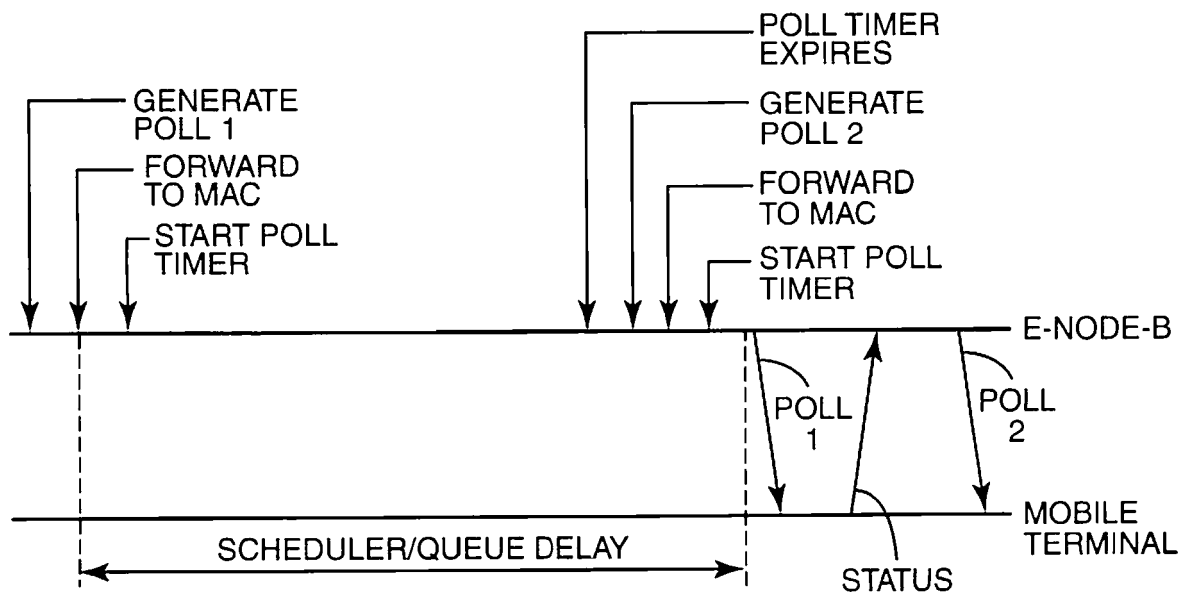 GENERATE
POLL 1
FORWARD
TO MAC
START POLL
TIMER
POLL TIMER
EXPIRES
GENERATE
POLL 2
FORWARD
TO MAC
START POLL
TIMER
E-NODE-B
POLL
1
POLL
2
MOBILE
TERMINAL
SCHEDULER/QUEUE DELAY
STATUS